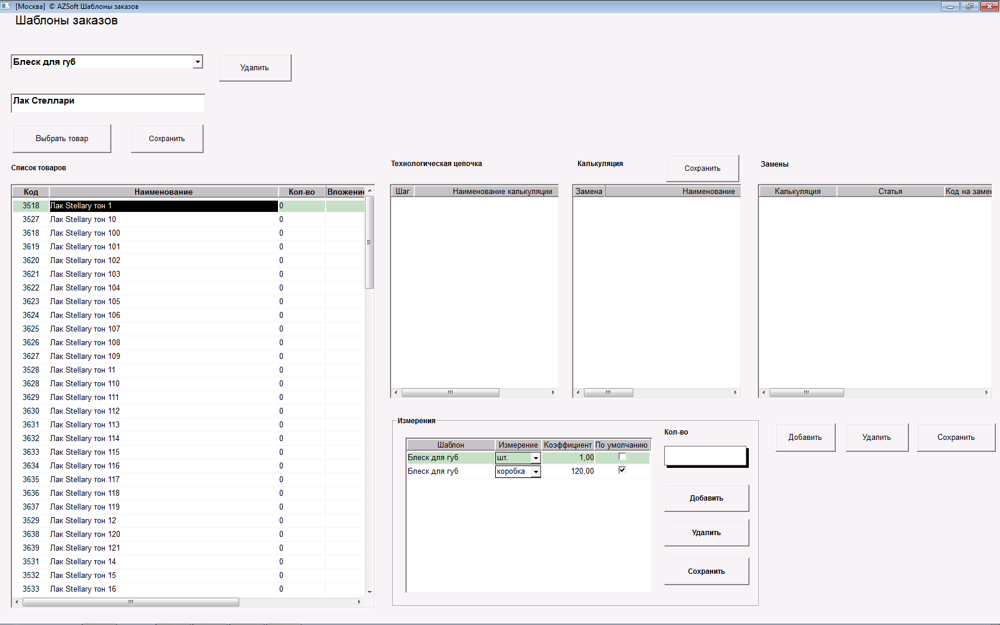 [Москва] © AZSoft Шаблоны заказов
Шаблоны заказов
Блеск для губ
Удалить
Лак Стеллари
Выбрать товар
Сохранить
Список товаров
Технологическая цепочка
Калькуляция
Сохранить
Замены
Код Наименование Кол-во Вложение
3518 Лак Stellary тон 1 0
3527 Лак Stellary тон 10 0
3618 Лак Stellary тон 100 0
3619 Лак Stellary тон 101 0
3620 Лак Stellary тон 102 0
3621 Лак Stellary тон 103 0
3622 Лак Stellary тон 104 0
3623 Лак Stellary тон 105 0
3624 Лак Stellary тон 106 0
3625 Лак Stellary тон 107 0
3626 Лак Stellary тон 108 0
3627 Лак Stellary тон 109 0
3528 Лак Stellary тон 11 0
3628 Лак Stellary тон 110 0
3629 Лак Stellary тон 111 0
3630 Лак Stellary тон 112 0
3631 Лак Stellary тон 113 0
3632 Лак Stellary тон 114 0
3633 Лак Stellary тон 115 0
3634 Лак Stellary тон 116 0
3635 Лак Stellary тон 117 0
3636 Лак Stellary тон 118 0
3637 Лак Stellary тон 119 0
3529 Лак Stellary тон 12 0
3638 Лак Stellary тон 120 0
3639 Лак Stellary тон 121 0
3531 Лак Stellary тон 14 0
3532 Лак Stellary тон 15 0
3533 Лак Stellary тон 16 0
Шаг Наименование калькуляции
Замена Наименование
Калькуляция Статья Код на замен
Измерения
Шаблон Измерение Коэффициент По умолчанию
Блеск для губ шт. 1,00
Блеск для губ коробка 120,00
Кол-во
Добавить
Удалить
Сохранить
Добавить
Удалить
Сохранить